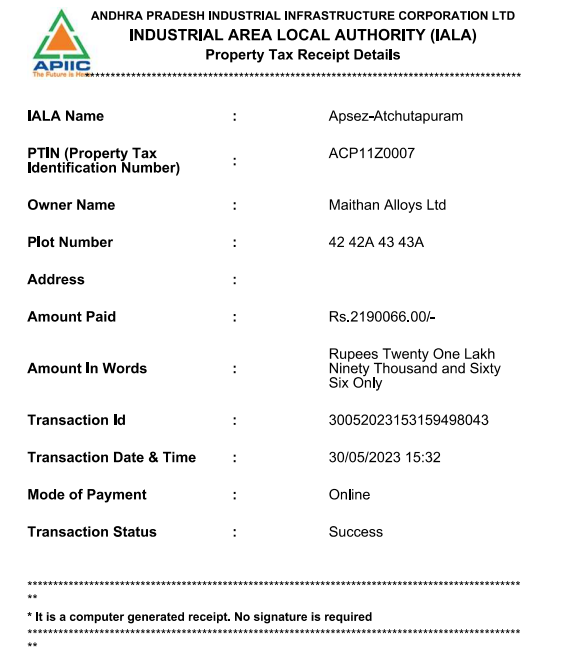 ANDHRA PRADESH INDUSTRIAL INFRASTRUCTURE CORPORATION LTD
INDUSTRIAL AREA LOCAL AUTHORITY (IALA)
Property Tax Receipt Details
APIIC
The Future is Here
*************************************************************************************
IALA Name : Apsez-Atchutapuram
PTIN (Property Tax
Identification Number) : ACP11Z0007
Owner Name : Maithan Alloys Ltd
Plot Number : 42 42A 43 43A
Address :
Amount Paid : Rs.2190066.00/-
Amount In Words : Rupees Twenty One Lakh
Ninety Thousand and Sixty
Six Only
Transaction Id : 30052023153159498043
Transaction Date & Time : 30/05/2023 15:32
Mode of Payment : Online
Transaction Status : Success
************************************************************************************************
**
* It is a computer generated receipt. No signature is required
************************************************************************************************
**